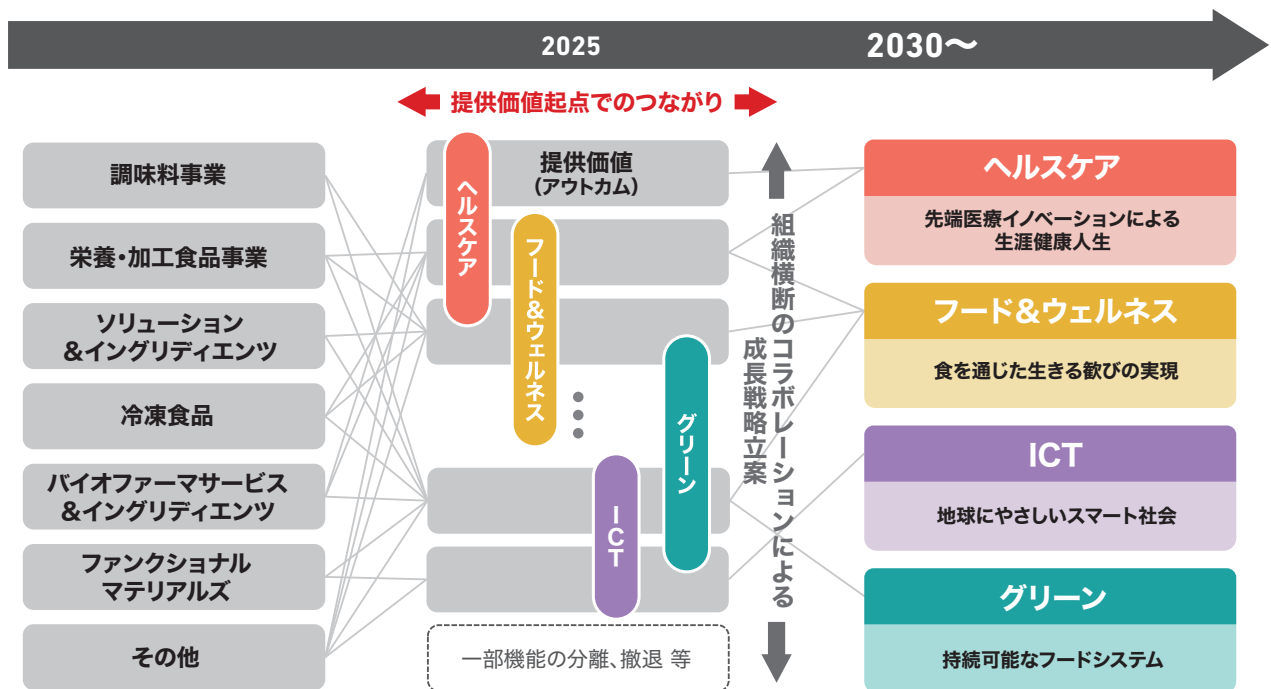 2025
2030〜
提供価値起点でのつながり
調味料事業
栄養・加工食品事業
ソリューション
&イングリディエンツ
冷凍食品
バイオファーマサービス
&イングリディエンツ
ファンクショナル
マテリアルズ
その他
提供価値
(アウトカム)
ヘルスケア
フード&ウェルネス
ICT
グリーン
一部機能の分離、撤退 等
組織横断のコラボレーションによる
成長戦略立案
ヘルスケア
先端医療イノベーションによる
生涯健康人生
フード&ウェルネス
食を通じた生きる歓びの実現
ICT
地球にやさしいスマート社会
グリーン
持続可能なフードシステム